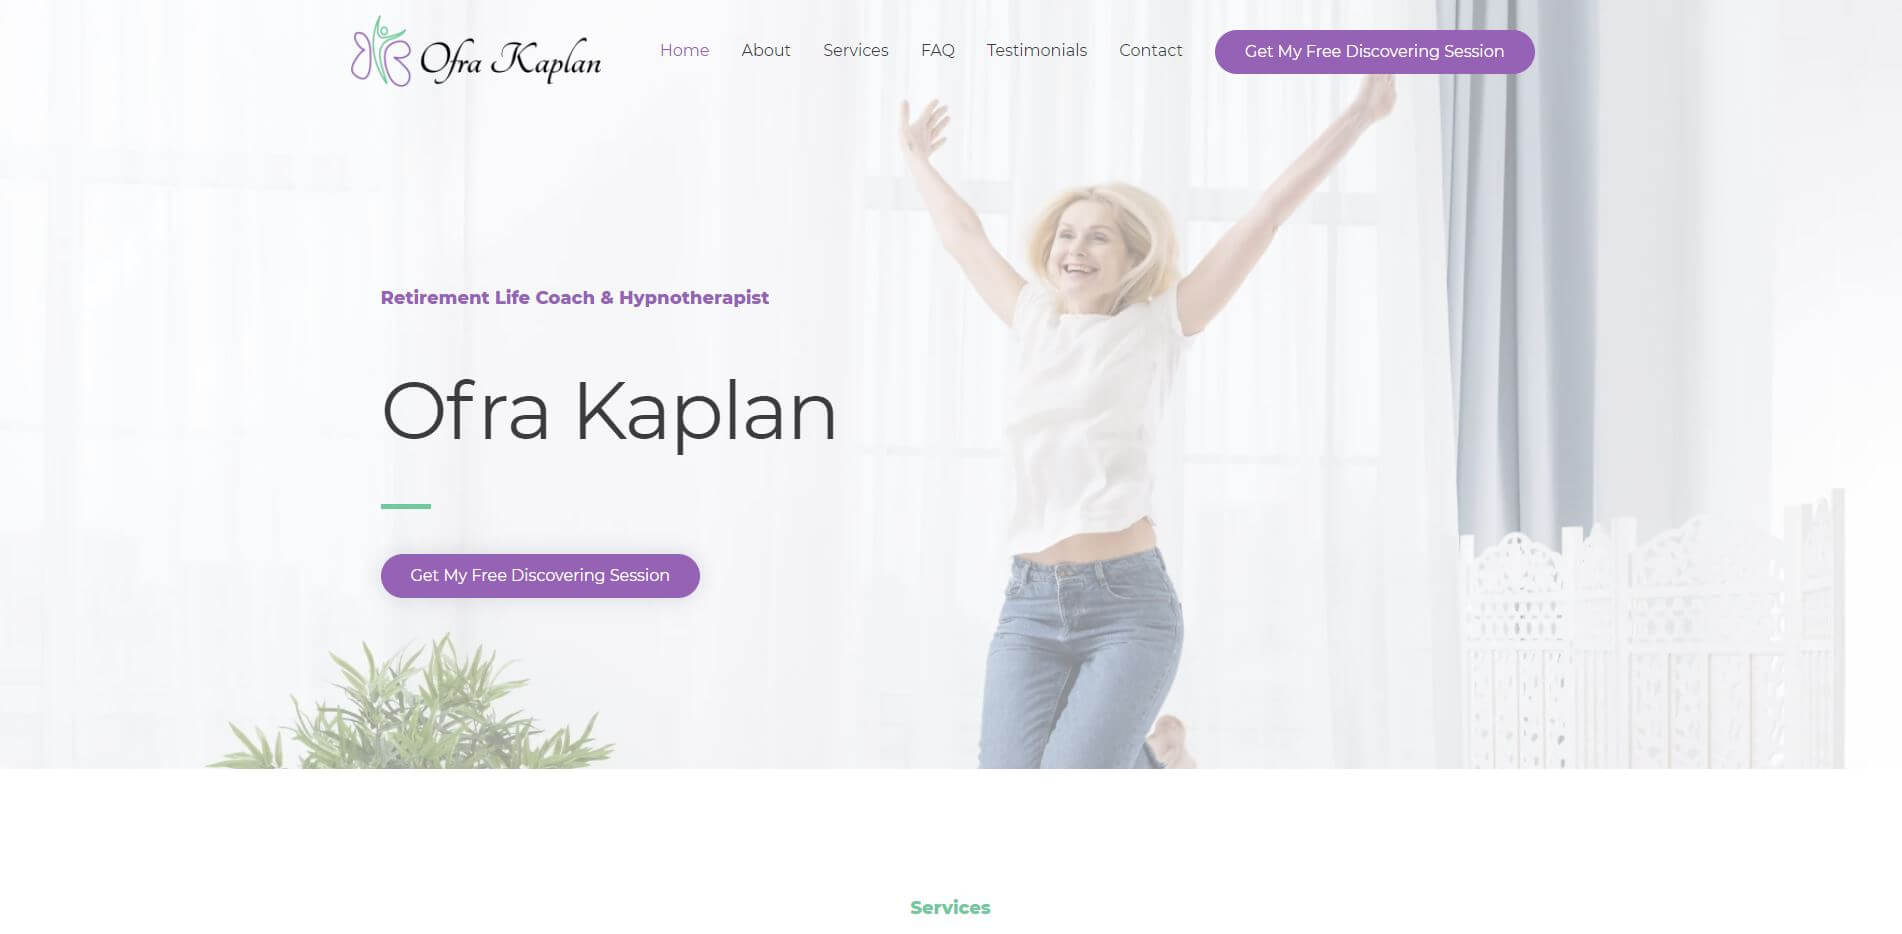 Ofra Kaplan
Home
About
Services
FAQ
Testimonials
Contact
Get My Free Discovering Session
Retirement Life Coach & Hypnotherapist
Ofra Kaplan
Get My Free Discovering Session
Services